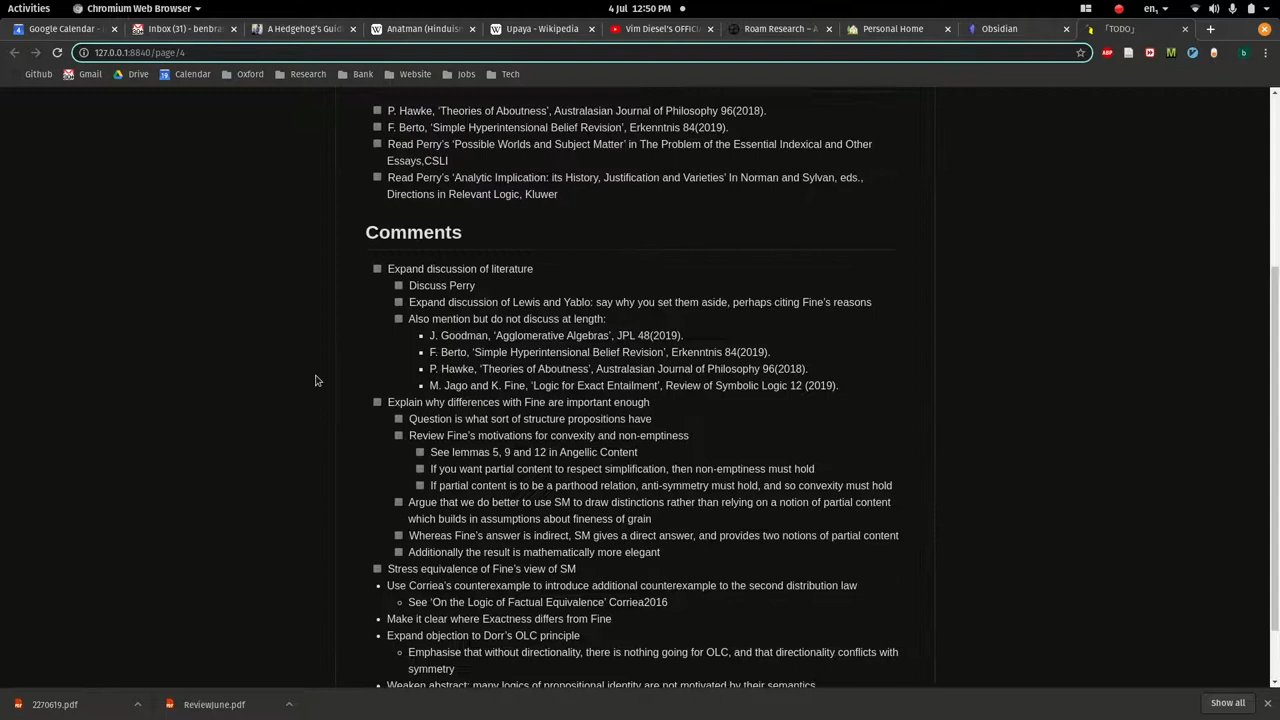 Activities
Chromium Web Browser
4 Jul 12:50 PM
en₁
Google Calendar -
Inbox (31) - benbra
A Hedgehog's Guid
Anatman (Hinduis
Upaya - Wikipedia
Vim Diesel's OFFICI
Roam Research – A
Personal Home
Obsidian
「TODO」
127.0.0.1:8840/page/4
Github
Gmail
Drive
Calendar
Oxford
Research
Bank
Website
Jobs
Tech
P. Hawke, ‘Theories of Aboutness’, Australasian Journal of Philosophy 96(2018).
F. Berto, ‘Simple Hyperintensional Belief Revision’, Erkenntnis 84(2019).
Read Perry’s ‘Possible Worlds and Subject Matter’ in The Problem of the Essential Indexical and Other
Essays,CSLI
Read Perry’s ‘Analytic Implication: its History, Justification and Varieties’ In Norman and Sylvan, eds.,
Directions in Relevant Logic, Kluwer
Comments
Expand discussion of literature
Discuss Perry
Expand discussion of Lewis and Yablo: say why you set them aside, perhaps citing Fine’s reasons
Also mention but do not discuss at length:
J. Goodman, ‘Agglomerative Algebras’, JPL 48(2019).
F. Berto, ‘Simple Hyperintensional Belief Revision’, Erkenntnis 84(2019).
P. Hawke, ‘Theories of Aboutness’, Australasian Journal of Philosophy 96(2018).
M. Jago and K. Fine, ‘Logic for Exact Entailment’, Review of Symbolic Logic 12 (2019).
Explain why differences with Fine are important enough
Question is what sort of structure propositions have
Review Fine’s motivations for convexity and non-emptiness
See lemmas 5, 9 and 12 in Angellic Content
If you want partial content to respect simplification, then non-emptiness must hold
If partial content is to be a parthood relation, anti-symmetry must hold, and so convexity must hold
Argue that we do better to use SM to draw distinctions rather than relying on a notion of partial content
which builds in assumptions about fineness of grain
Whereas Fine’s answer is indirect, SM gives a direct answer, and provides two notions of partial content
Additionally the result is mathematically more elegant
Stress equivalence of Fine’s view of SM
Use Corriea’s counterexample to introduce additional counterexample to the second distribution law
See ‘On the Logic of Factual Equivalence’ Corriea2016
Make it clear where Exactness differs from Fine
Expand objection to Dorr’s OLC principle
Emphasise that without directionality, there is nothing going for OLC, and that directionality conflicts with
symmetry
Weaken abstract: many logics of propositional identity are not motivated by their semantics
2270619.pdf
ReviewJune.pdf
Show all